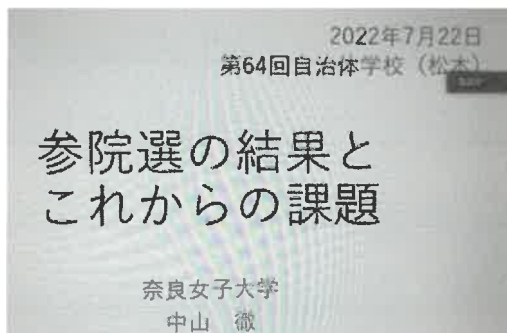 2022年7月22日
第64回自治体学校（松本）
参院選の結果と
これからの課題
奈良女子大学
中山　徹